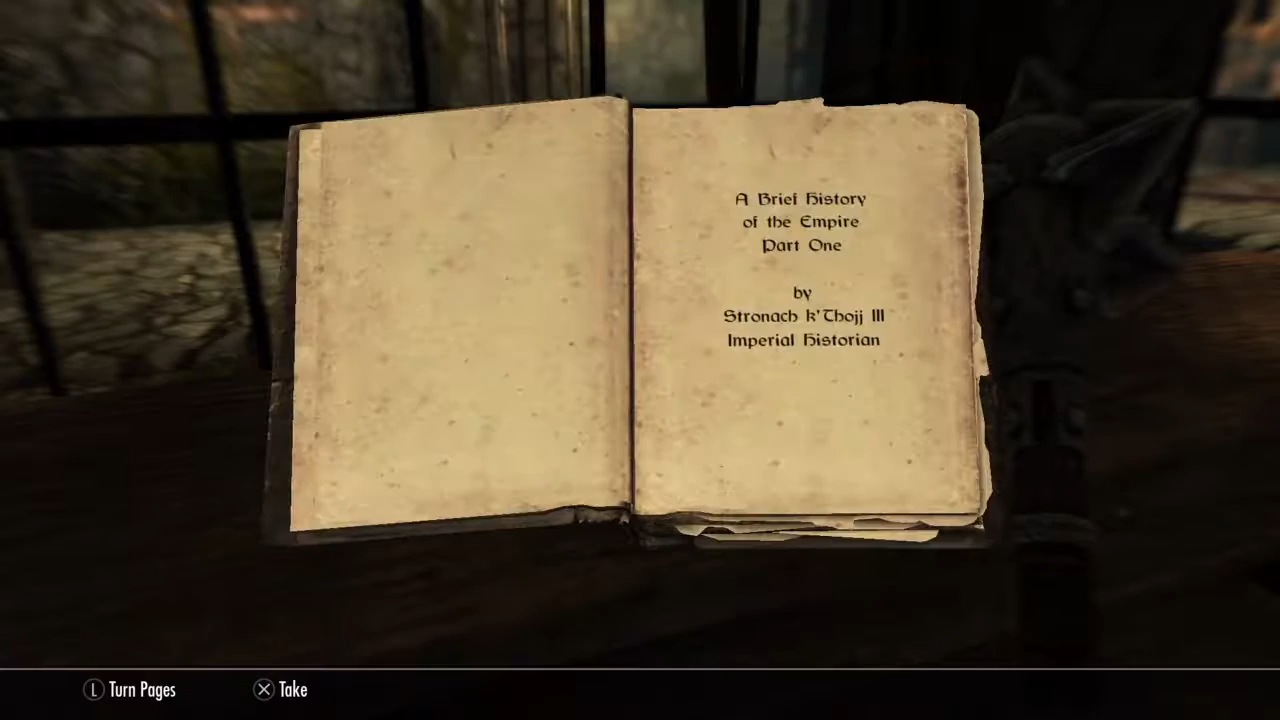 A Brief History
of the Empire
Part One
by
Stronach k'Thojj III
Imperial Historian
L Turn Pages
X Take